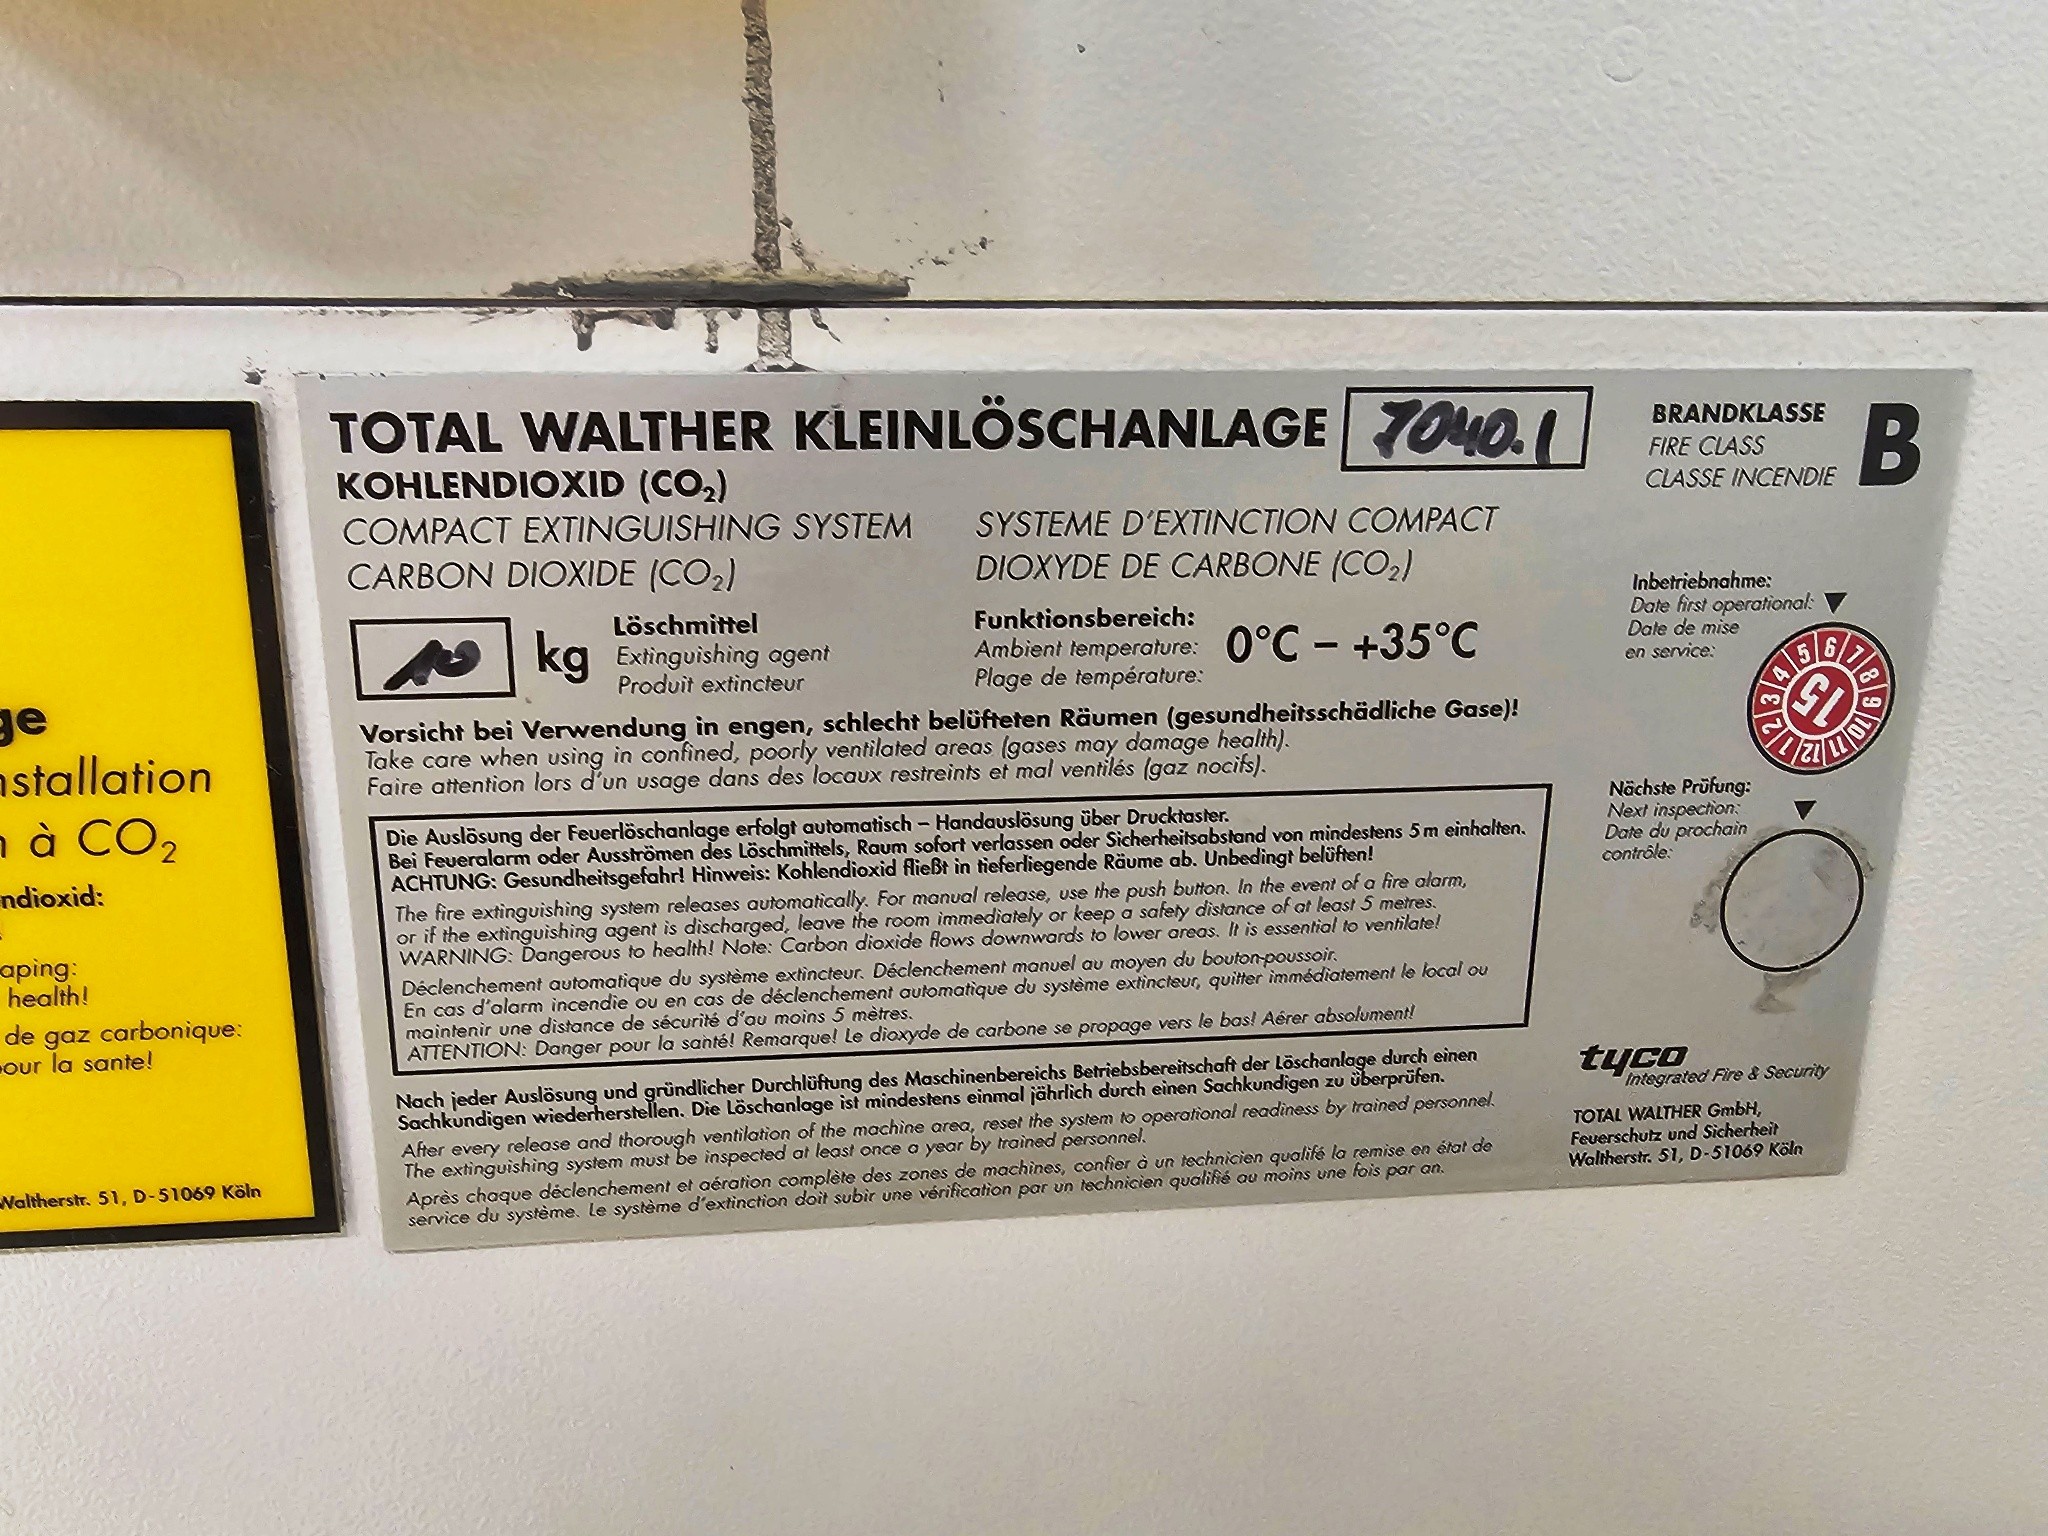 TOTAL WALTHER KLEINLÖSCHANLAGE 7040.1
KOHLENDIOXID (CO₂)
COMPACT EXTINGUISHING SYSTEM
CARBON DIOXIDE (CO₂)
SYSTEME D'EXTINCTION COMPACT
DIOXYDE DE CARBONE (CO₂)
BRANDKLASSE
FIRE CLASS
CLASSE INCENDIE
B
10 kg
Löschmittel
Extinguishing agent
Produit extincteur
Funktionsbereich:
Ambient temperature:
Plage de température:
0°C – +35°C
Inbetriebnahme:
Date first operational:
Date de mise
en service:
15
1 2 3 4 5 6 7 8 9 10 11 12
Vorsicht bei Verwendung in engen, schlecht belüfteten Räumen (gesundheitsschädliche Gase)!
Take care when using in confined, poorly ventilated areas (gases may damage health).
Faire attention lors d'un usage dans des locaux restreints et mal ventilés (gaz nocifs).
Nächste Prüfung:
Next inspection:
Date du prochain
contrôle:
Die Auslösung der Feuerlöschanlage erfolgt automatisch – Handauslösung über Drucktaster.
Bei Feueralarm oder Ausströmen des Löschmittels, Raum sofort verlassen oder Sicherheitsabstand von mindestens 5 m einhalten.
ACHTUNG: Gesundheitsgefahr! Hinweis: Kohlendioxid fließt in tieferliegende Räume ab. Unbedingt belüften!
The fire extinguishing system releases automatically. For manual release, use the push button. In the event of a fire alarm,
or if the extinguishing agent is discharged, leave the room immediately or keep a safety distance of at least 5 metres.
WARNING: Dangerous to health! Note: Carbon dioxide flows downwards to lower areas. It is essential to ventilate!
Déclenchement automatique du système extincteur. Déclenchement manuel au moyen du bouton-poussoir.
En cas d'alarm incendie ou en cas de déclenchement automatique du système extincteur, quitter immédiatement le local ou
maintenir une distance de sécurité d'au moins 5 mètres.
ATTENTION: Danger pour la santé! Remarque! Le dioxyde de carbone se propage vers le bas! Aérer absolument!
Nach jeder Auslösung und gründlicher Durchlüftung des Maschinenbereichs Betriebsbereitschaft der Löschanlage durch einen
Sachkundigen wiederherstellen. Die Löschanlage ist mindestens einmal jährlich durch einen Sachkundigen zu überprüfen.
After every release and thorough ventilation of the machine area, reset the system to operational readiness by trained personnel.
The extinguishing system must be inspected at least once a year by trained personnel.
Après chaque déclenchement et aération complète des zones de machines, confier à un technicien qualifé la remise en état de
service du système. Le système d'extinction doit subir une vérification par un technicien qualifié au moins une fois par an.
tyco
Integrated Fire & Security
TOTAL WALTHER GmbH,
Feuerschutz und Sicherheit
Waltherstr. 51, D-51069 Köln
ge
nstallation
à CO₂
ndioxid:
aping:
health!
de gaz carbonique:
our la sante!
Waltherstr. 51, D-51069 Köln